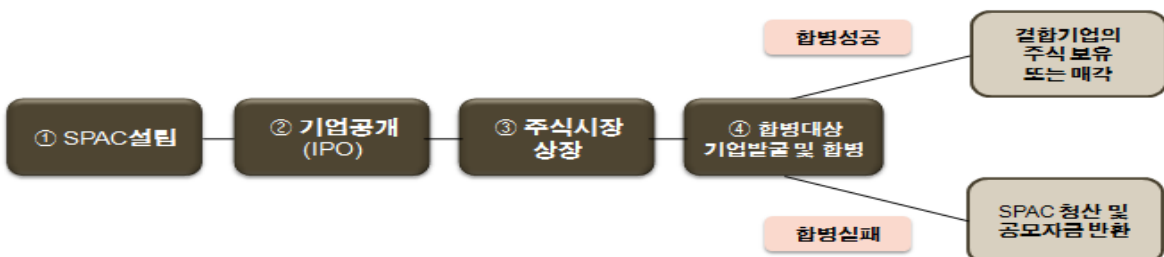 합병성공
결합기업의
주식 보유
또는 매각
① SPAC설립
② 기업공개
(IPO)
③ 주식시장
상장
④ 합병대상
기업발굴 및 합병
합병실패
SPAC 청산 및
공모자금 반환